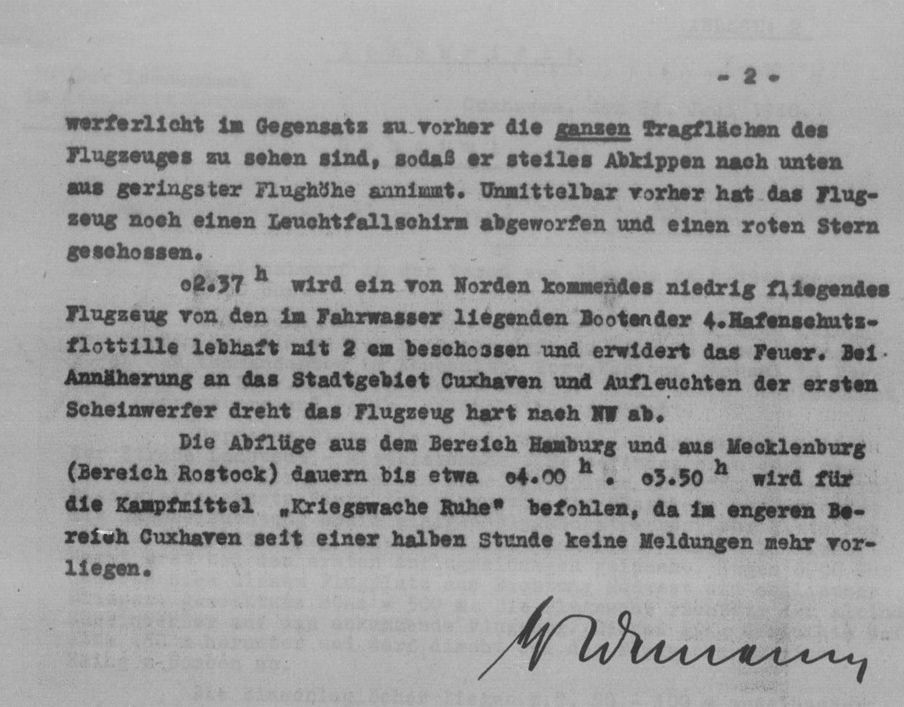 - 2 -
werferlicht im Gegensatz zu vorher die ganzen Tragflächen des
Flugzeuges zu sehen sind, sodaß er steiles Abkippen nach unten
aus geringster Flughöhe annimmt. Unmittelbar vorher hat das Flug-
zeug noch einen Leuchtfallschirm abgeworfen und einen roten Stern
geschossen.
o2.37 h wird ein von Norden kommendes niedrig fliegendes
Flugzeug von den im Fahrwasser liegenden Bootender 4.Hafenschutz-
flottille lebhaft mit 2 cm beschossen und erwidert das Feuer. Bei
Annäherung an das Stadtgebiet Cuxhaven und Aufleuchten der ersten
Scheinwerfer dreht das Flugzeug hart nach NW ab.
Die Abflüge aus dem Bereich Hamburg und aus Mecklenburg
(Bereich Rostock) dauern bis etwa o4.00 h . o3.50 h wird für
die Kampfmittel „Kriegswache Ruhe" befohlen, da im engeren Be-
reich Cuxhaven seit einer halben Stunde keine Meldungen mehr vor-
liegen.